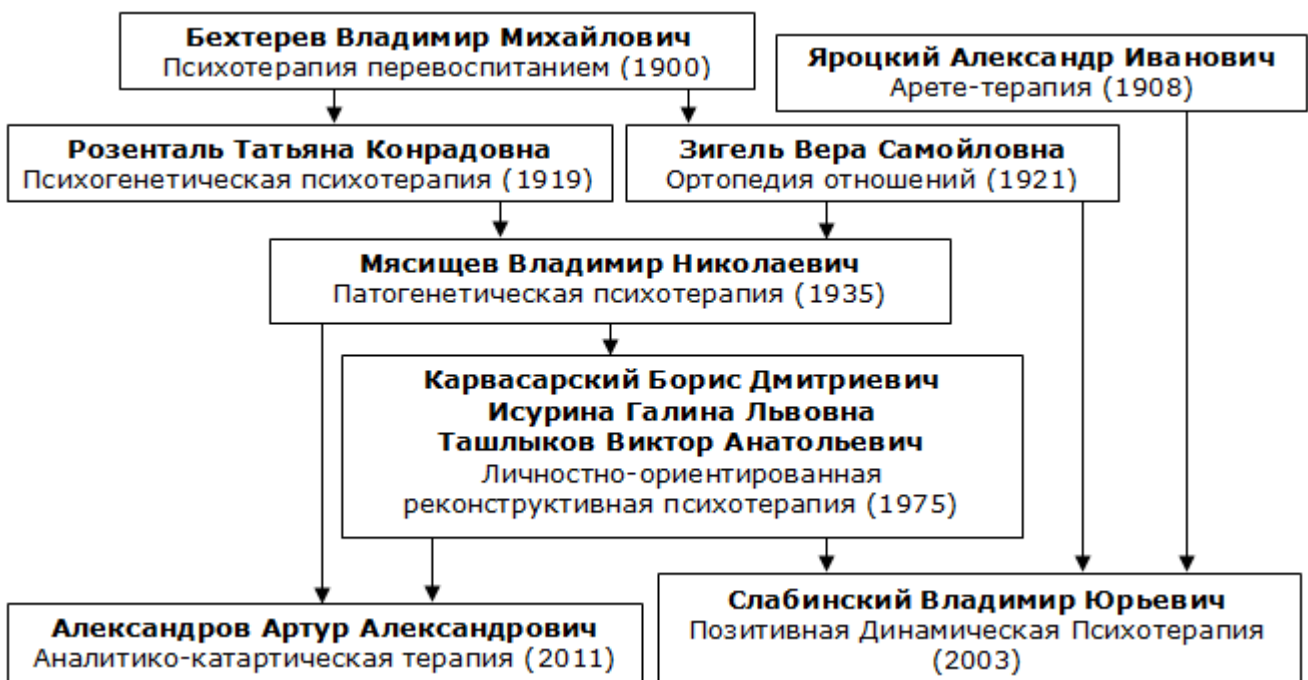 Бехтерев Владимир Михайлович
Психотерапия перевоспитанием (1900)
Яроцкий Александр Иванович
Арете-терапия (1908)
Розенталь Татьяна Конрадовна
Психогенетическая психотерапия (1919)
Зигель Вера Самойловна
Ортопедия отношений (1921)
Мясищев Владимир Николаевич
Патогенетическая психотерапия (1935)
Карвасарский Борис Дмитриевич
Исурина Галина Львовна
Ташлыков Виктор Анатольевич
Личностно-ориентированная
реконструктивная психотерапия (1975)
Александров Артур Александрович
Аналитико-катартическая терапия (2011)
Слабинский Владимир Юрьевич
Позитивная Динамическая Психотерапия
(2003)